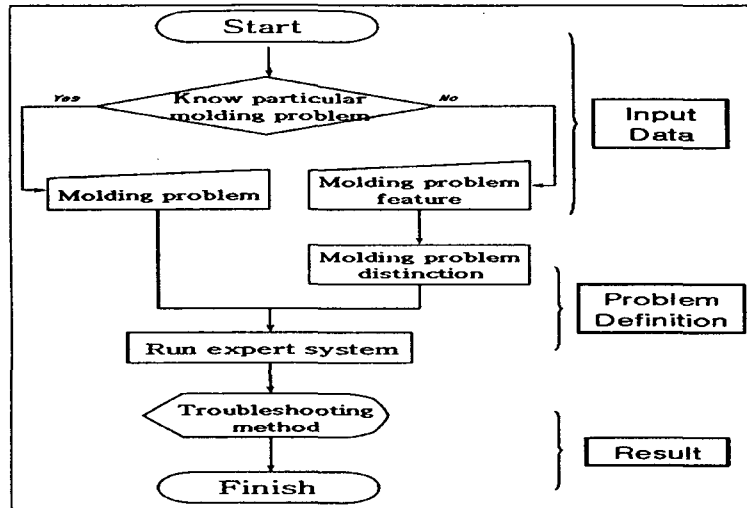 Start
Yes
Know particular
molding problem
No
Input
Data
Molding problem
Molding problem
feature
Molding problem
distinction
Problem
Definition
Run expert system
Troubleshooting
method
Result
Finish